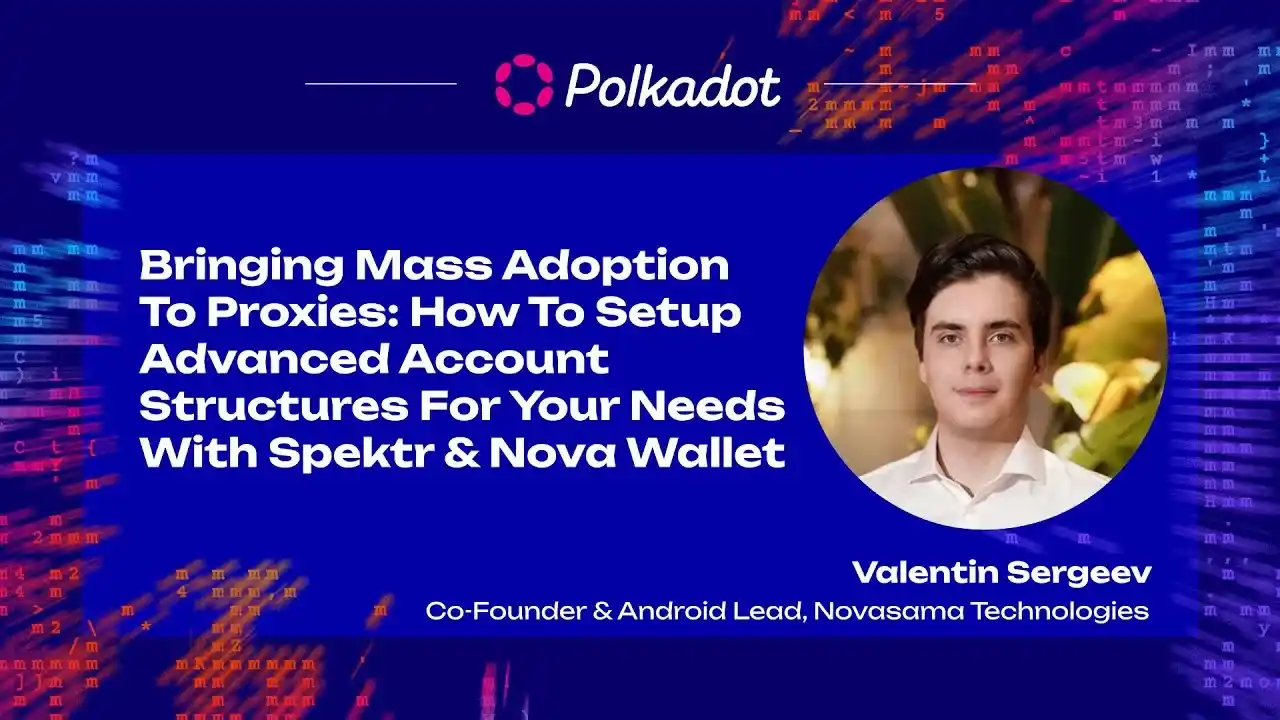 Polkadot
Bringing Mass Adoption
To Proxies: How To Setup
Advanced Account
Structures For Your Needs
With Spektr & Nova Wallet
Valentin Sergeev
Co-Founder & Android Lead, Novasama Technologies